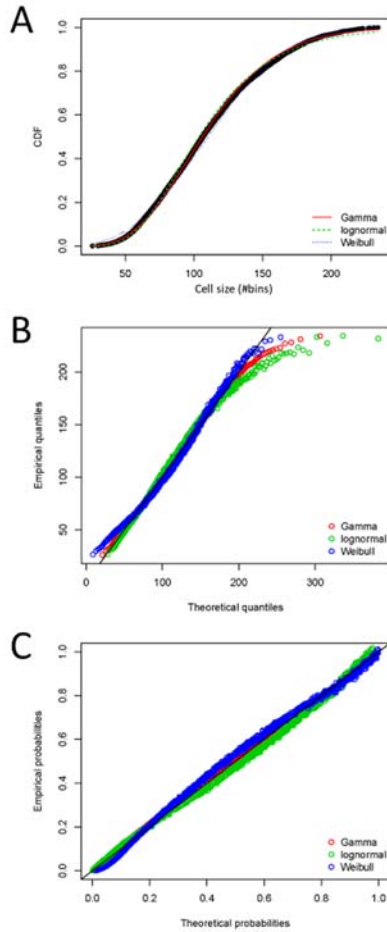 A
1.0
0.8
0.6
0.4
0.2
0.0
CDF
Gamma
lognormal
Weibull
50 100 150 200
Cell size (#bins)
B
200
150
100
50
Empirical quantiles
Gamma
lognormal
Weibull
0 100 200 300
Theoretical quantiles
C
1.0
0.8
0.6
0.4
0.2
0.0
Empirical probabilities
Gamma
lognormal
Weibull
0.0 0.2 0.4 0.6 0.8 1.0
Theoretical probabilities